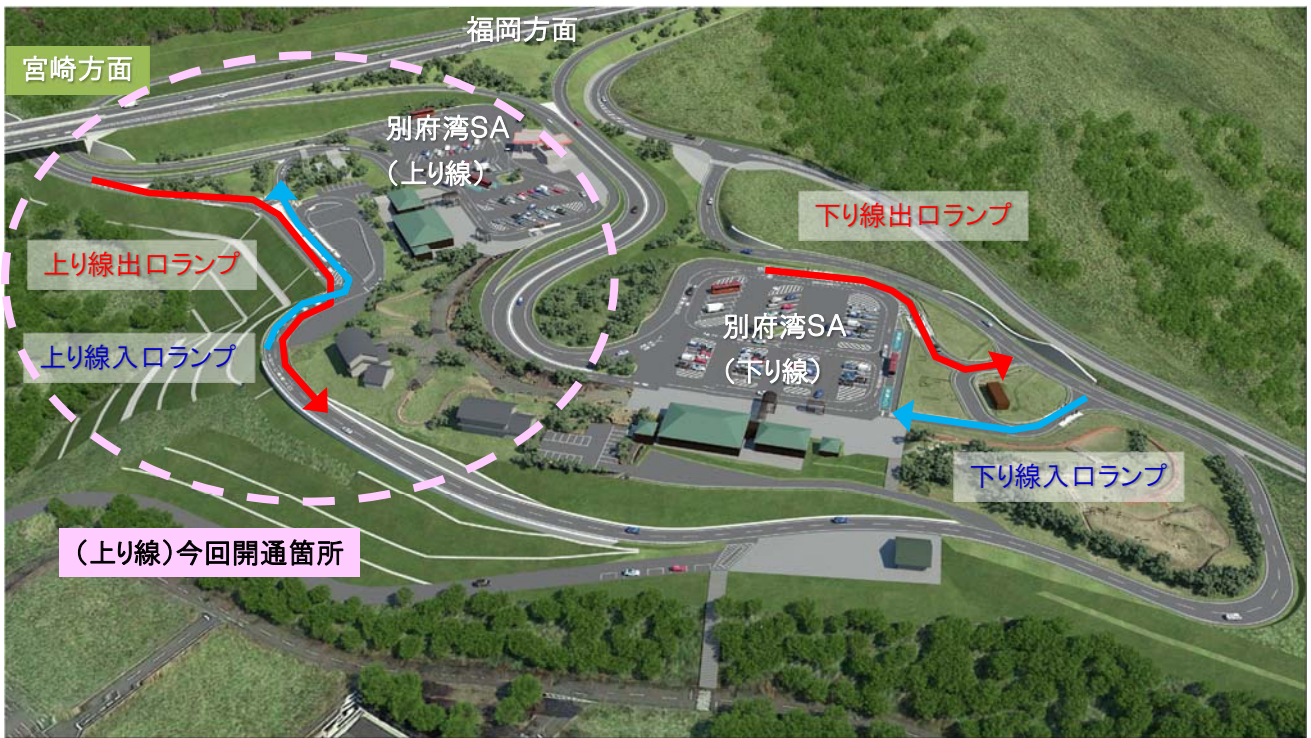 福岡方面
宮崎方面
別府湾SA
（上り線）
下り線出口ランプ
上り線出口ランプ
別府湾SA
（下り線）
上り線入口ランプ
下り線入口ランプ
（上り線）今回開通箇所